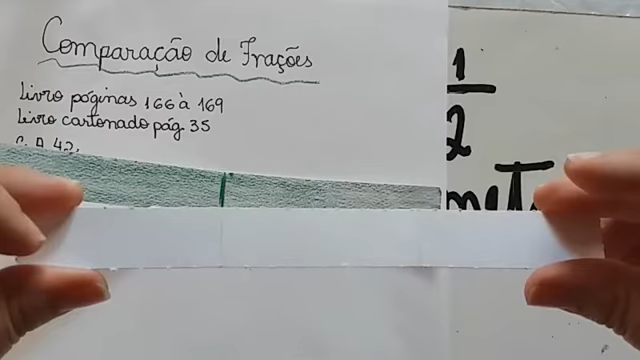 Comparação de Frações
Livro páginas 166 à 169
Livro cartonado pág. 35
1
2